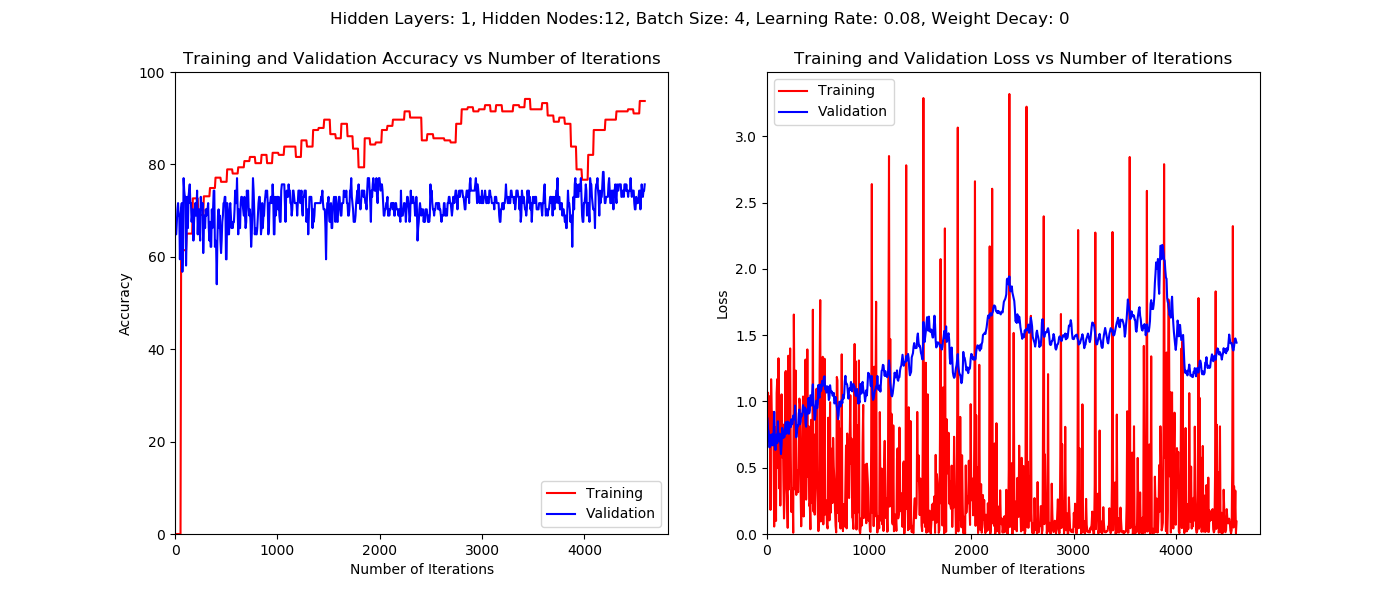 Hidden Layers: 1, Hidden Nodes:12, Batch Size: 4, Learning Rate: 0.08, Weight Decay: 0
Training and Validation Accuracy vs Number of Iterations
100
80
60
40
20
0
Accuracy
0 1000 2000 3000 4000
Number of Iterations
Training
Validation
Training and Validation Loss vs Number of Iterations
Training
Validation
3.0
2.5
2.0
1.5
1.0
0.5
0.0
Loss
0 1000 2000 3000 4000
Number of Iterations